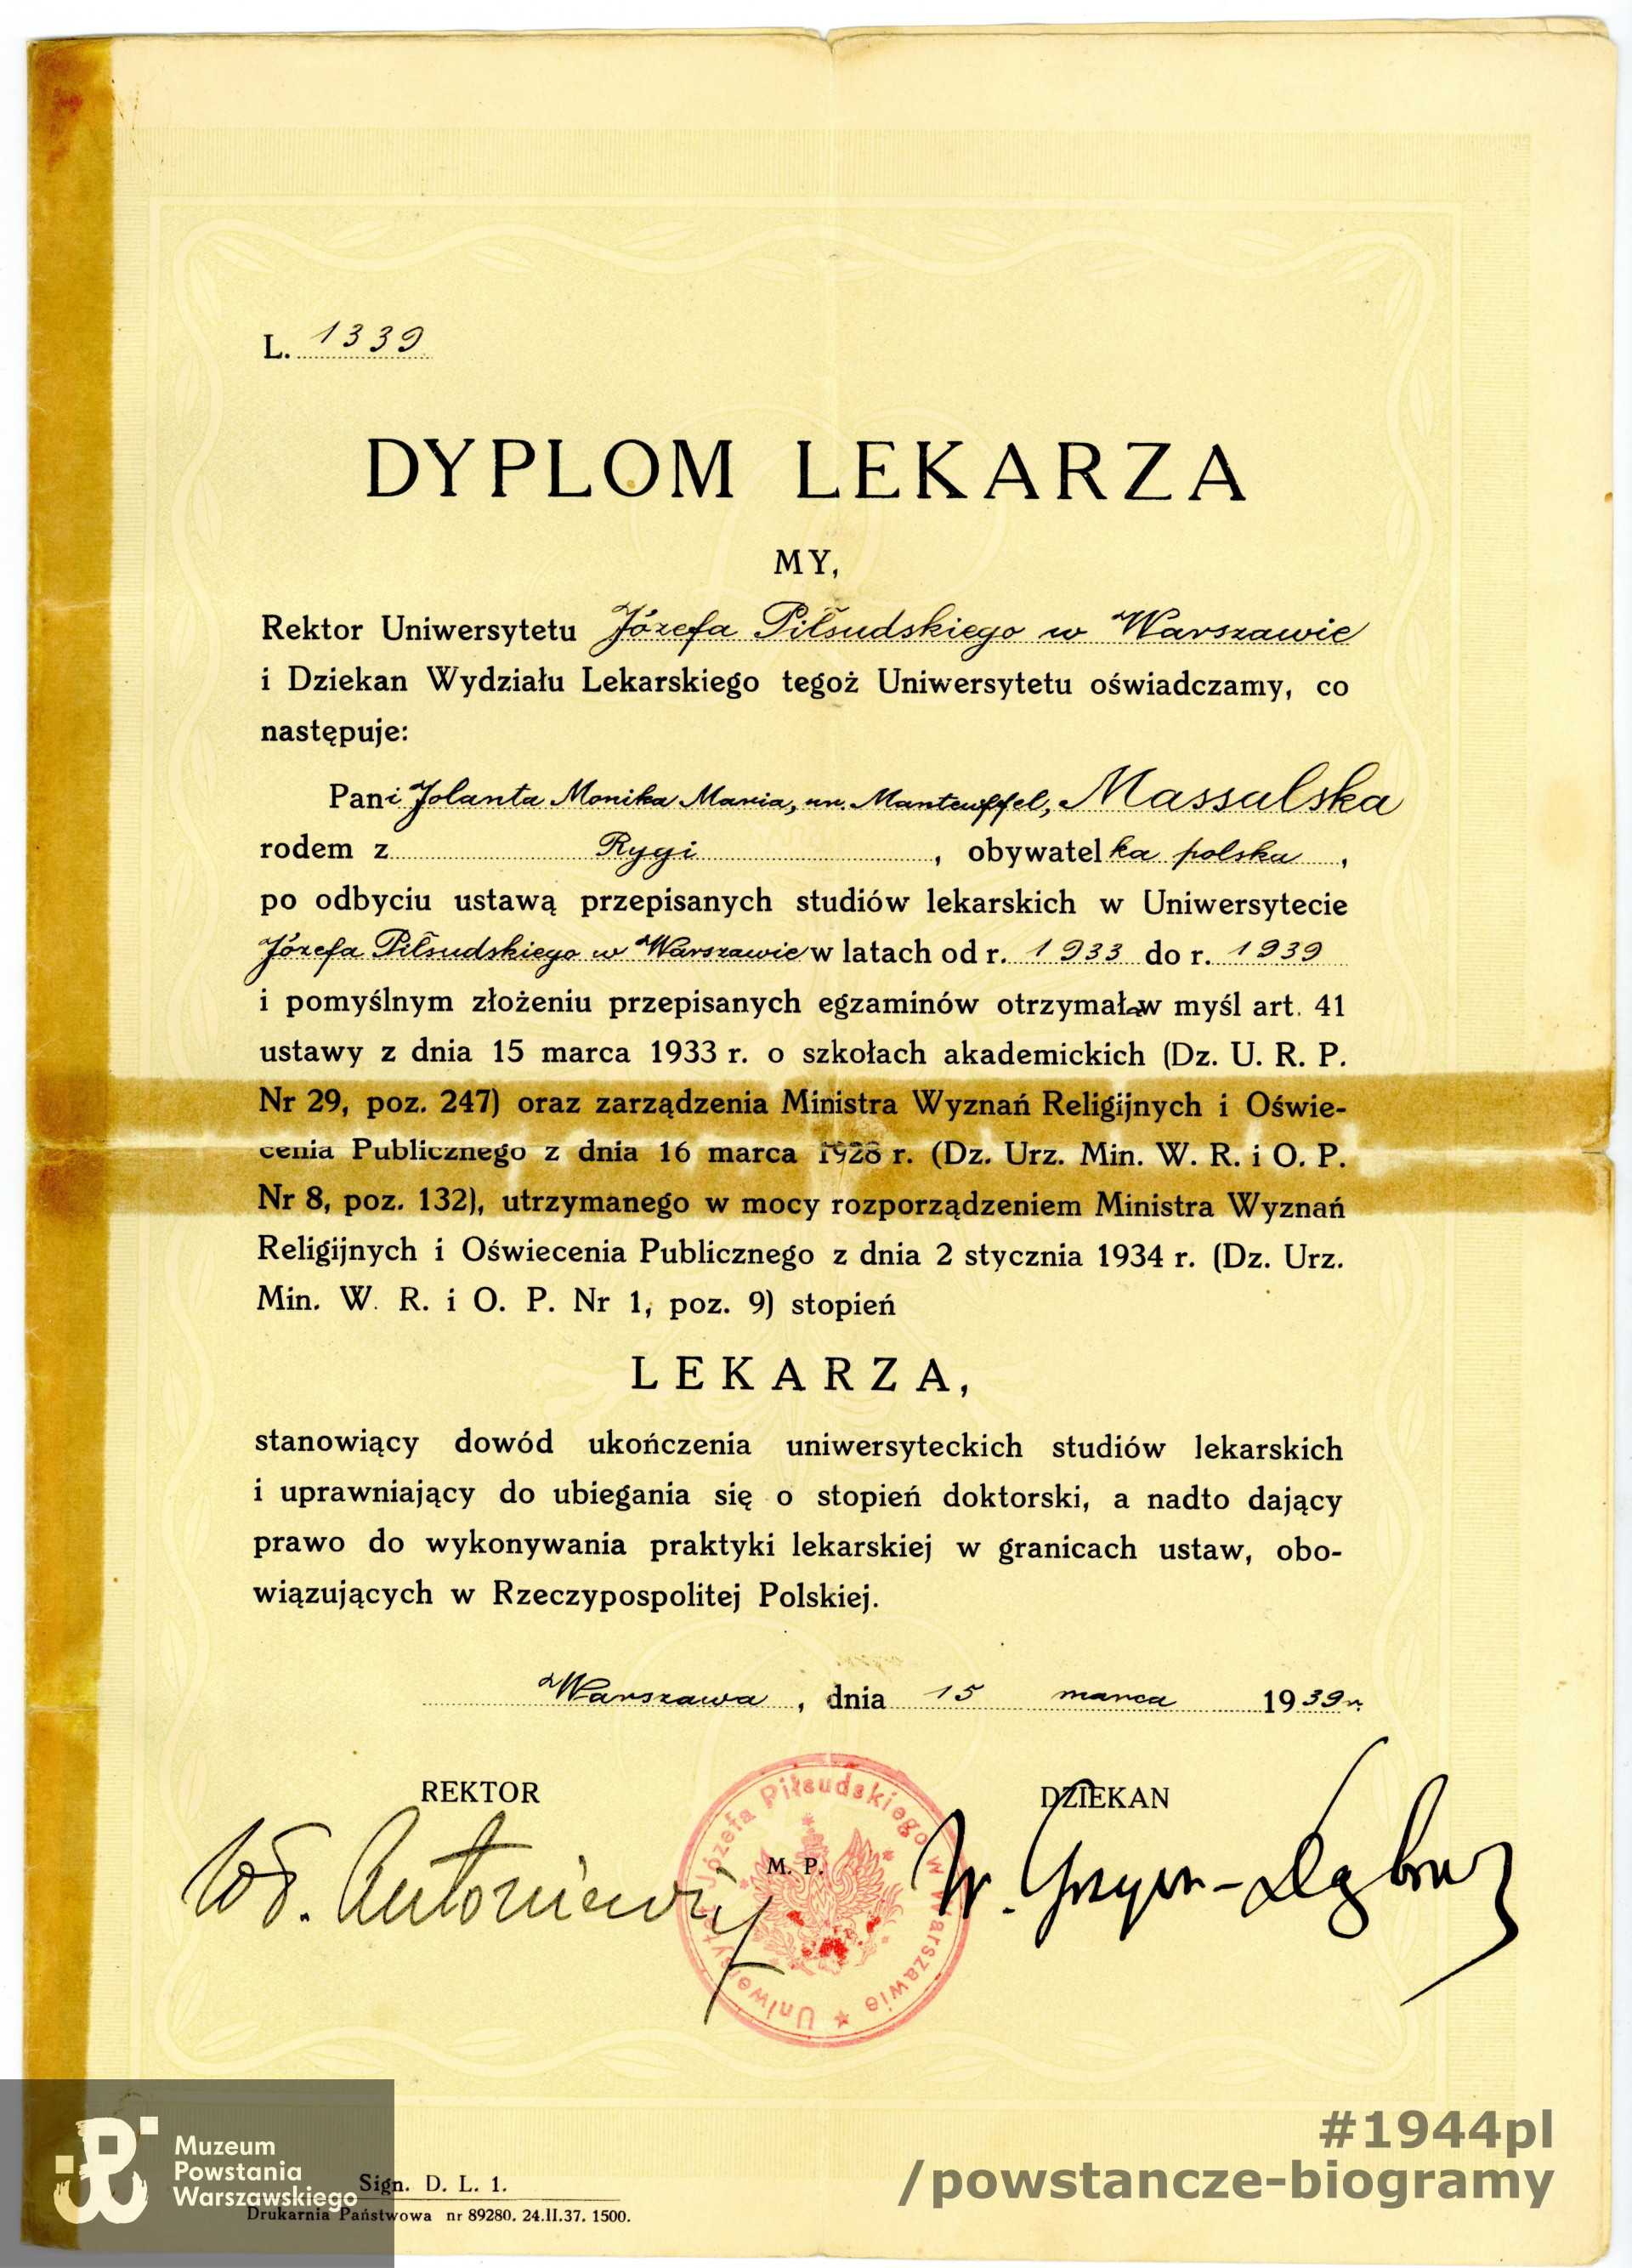 L. 1339
DYPLOM LEKARZA
MY,
Rektor Uniwersytetu Józefa Piłsudskiego w Warszawie
i Dziekan Wydziału Lekarskiego tegoż Uniwersytetu oświadczamy, co
następuje:
Pani Jolanta Monika Maria, ur. Manteuffel, Massalska
rodem z Rygi, obywatelka polska,
po odbyciu ustawą przepisanych studiów lekarskich w Uniwersytecie
Józefa Piłsudskiego w Warszawie w latach od r. 1933 do r. 1939
i pomyślnym złożeniu przepisanych egzaminów otrzymała w myśl art. 41
ustawy z dnia 15 marca 1933 r. o szkołach akademickich (Dz. U. R. P.
Nr 29, poz. 247) oraz zarządzenia Ministra Wyznań Religijnych i Oświe-
cenia Publicznego z dnia 16 marca 1928 r. (Dz. Urz. Min. W. R. i O. P.
Nr 8, poz. 132), utrzymanego w mocy rozporządzeniem Ministra Wyznań
Religijnych i Oświecenia Publicznego z dnia 2 stycznia 1934 r. (Dz. Urz.
Min. W. R. i O. P. Nr 1, poz. 9) stopień
LEKARZA,
stanowiący dowód ukończenia uniwersyteckich studiów lekarskich
i uprawniający do ubiegania się o stopień doktorski, a nadto dający
prawo do wykonywania praktyki lekarskiej w granicach ustaw, obo-
wiązujących w Rzeczypospolitej Polskiej.
Warszawa, dnia 15 marca 1939 r.
REKTOR DZIEKAN
Uniwersytet Józefa Piłsudskiego w Warszawie
M. P.
Wł. Antoniewicz W. Grzywo-Dąbrow
Muzeum
Powstania
Warszawskiego
Sign. D. L. 1.
Drukarnia Państwowa nr 89280. 24.II.37. 1500.
#1944pl
/powstancze-biogramy